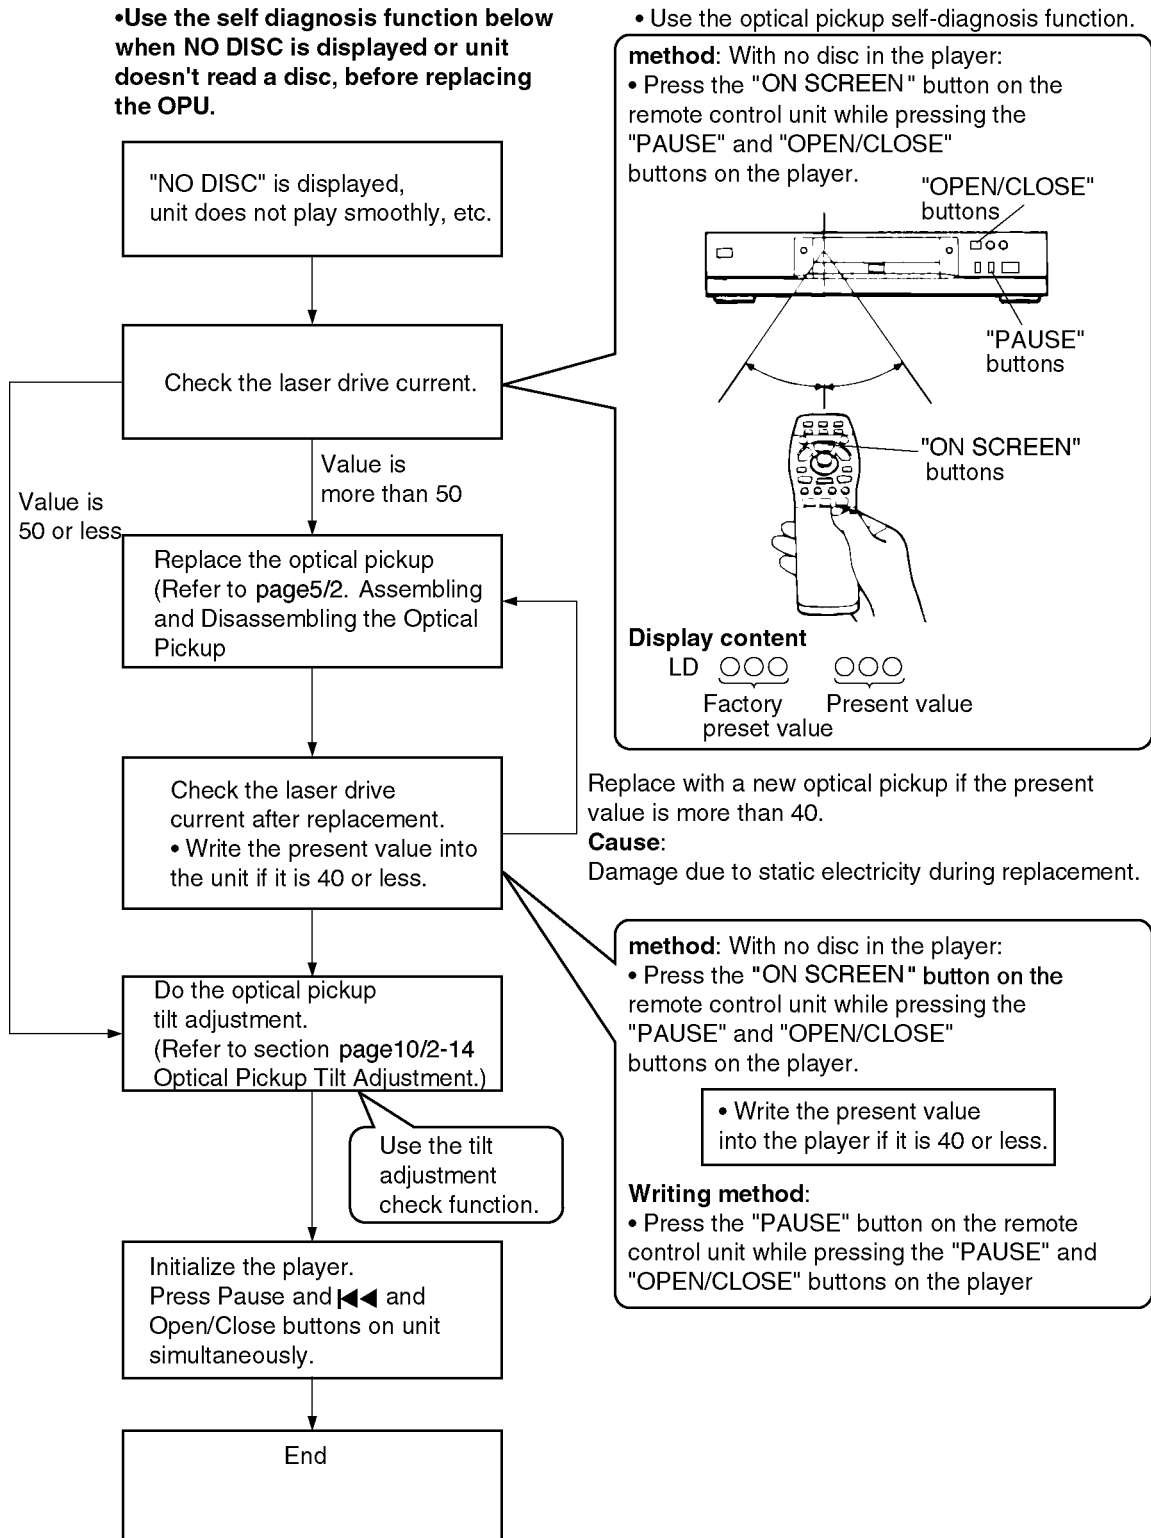 •Use the self diagnosis function below
when NO DISC is displayed or unit
doesn't read a disc, before replacing
the OPU.
"NO DISC" is displayed,
unit does not play smoothly, etc.
Check the laser drive current.
Value is
more than 50
Value is
50 or less
Replace the optical pickup
(Refer to page5/2. Assembling
and Disassembling the Optical
Pickup
Check the laser drive
current after replacement.
• Write the present value into
the unit if it is 40 or less.
Do the optical pickup
tilt adjustment.
(Refer to section page10/2-14
Optical Pickup Tilt Adjustment.)
Use the tilt
adjustment
check function.
Initialize the player.
Press Pause and |◀◀ and
Open/Close buttons on unit
simultaneously.
End
• Use the optical pickup self-diagnosis function.
method: With no disc in the player:
• Press the "ON SCREEN" button on the
remote control unit while pressing the
"PAUSE" and "OPEN/CLOSE"
buttons on the player.
"OPEN/CLOSE"
buttons
"PAUSE"
buttons
"ON SCREEN"
buttons
Display content
LD ○○○ ○○○
Factory Present value
preset value
Replace with a new optical pickup if the present
value is more than 40.
Cause:
Damage due to static electricity during replacement.
method: With no disc in the player:
• Press the "ON SCREEN" button on the
remote control unit while pressing the
"PAUSE" and "OPEN/CLOSE"
buttons on the player.
• Write the present value
into the player if it is 40 or less.
Writing method:
• Press the "PAUSE" button on the remote
control unit while pressing the "PAUSE" and
"OPEN/CLOSE" buttons on the player